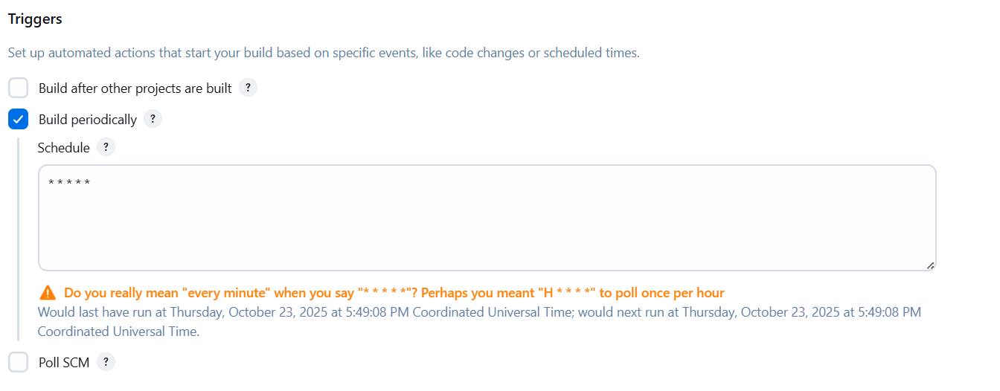 Triggers
Set up automated actions that start your build based on specific events, like code changes or scheduled times.
Build after other projects are built ?
Build periodically ?
Schedule ?
* * * * *
Do you really mean "every minute" when you say "* * * * *"? Perhaps you meant "H * * * *" to poll once per hour
Would last have run at Thursday, October 23, 2025 at 5:49:08 PM Coordinated Universal Time; would next run at Thursday, October 23, 2025 at 5:49:08 PM
Coordinated Universal Time.
Poll SCM ?